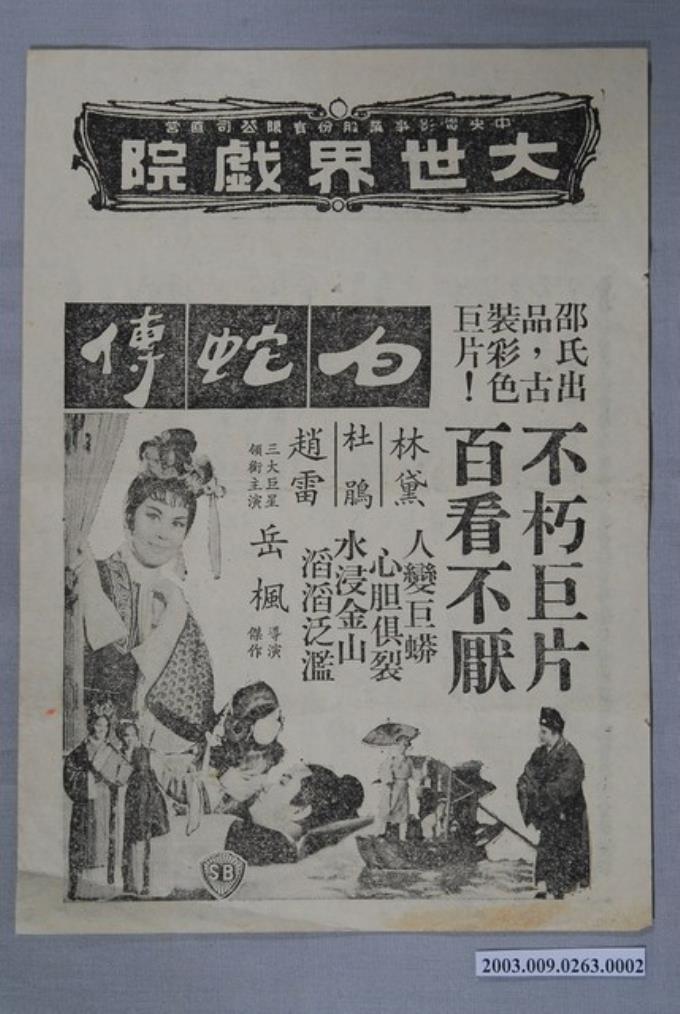 中央電影事業股份有限公司直營
大世界戲院
邵氏出
品，古
裝彩色
巨片！
不朽巨片
百看不厭
白蛇傳
林黛
杜鵑
趙雷
三大巨星
領銜主演
人變巨蟒
心胆俱裂
水浸金山
滔滔泛濫
岳楓
導演
傑作
SB
2003.009.0263.0002